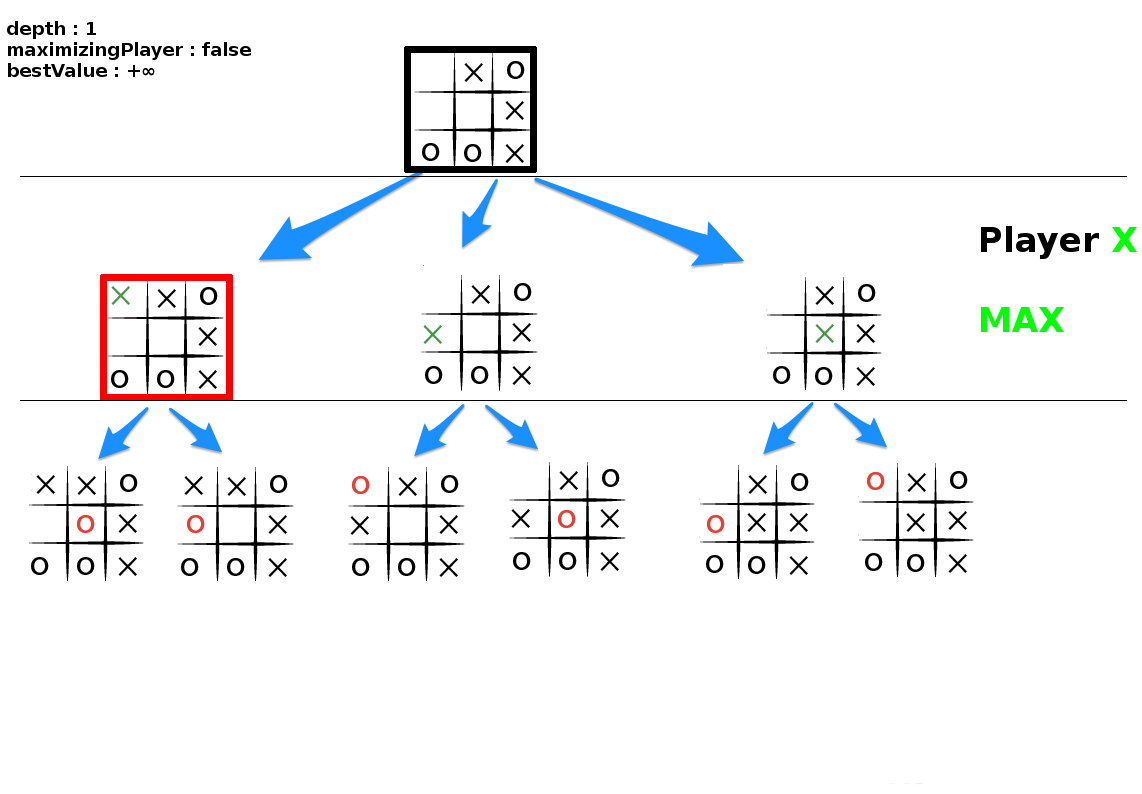 depth : 1
maximizingPlayer : false
bestValue : +∞
X O
X
O O X
Player X
MAX
X X O
X
O O X
X O
X X
O O X
X O
X X
O O X
X X O
O X
O O X
X X O
O X
O O X
O X O
X X
O O X
X O
X O X
O O X
X O
O X X
O O X
O X O
X X
O O X